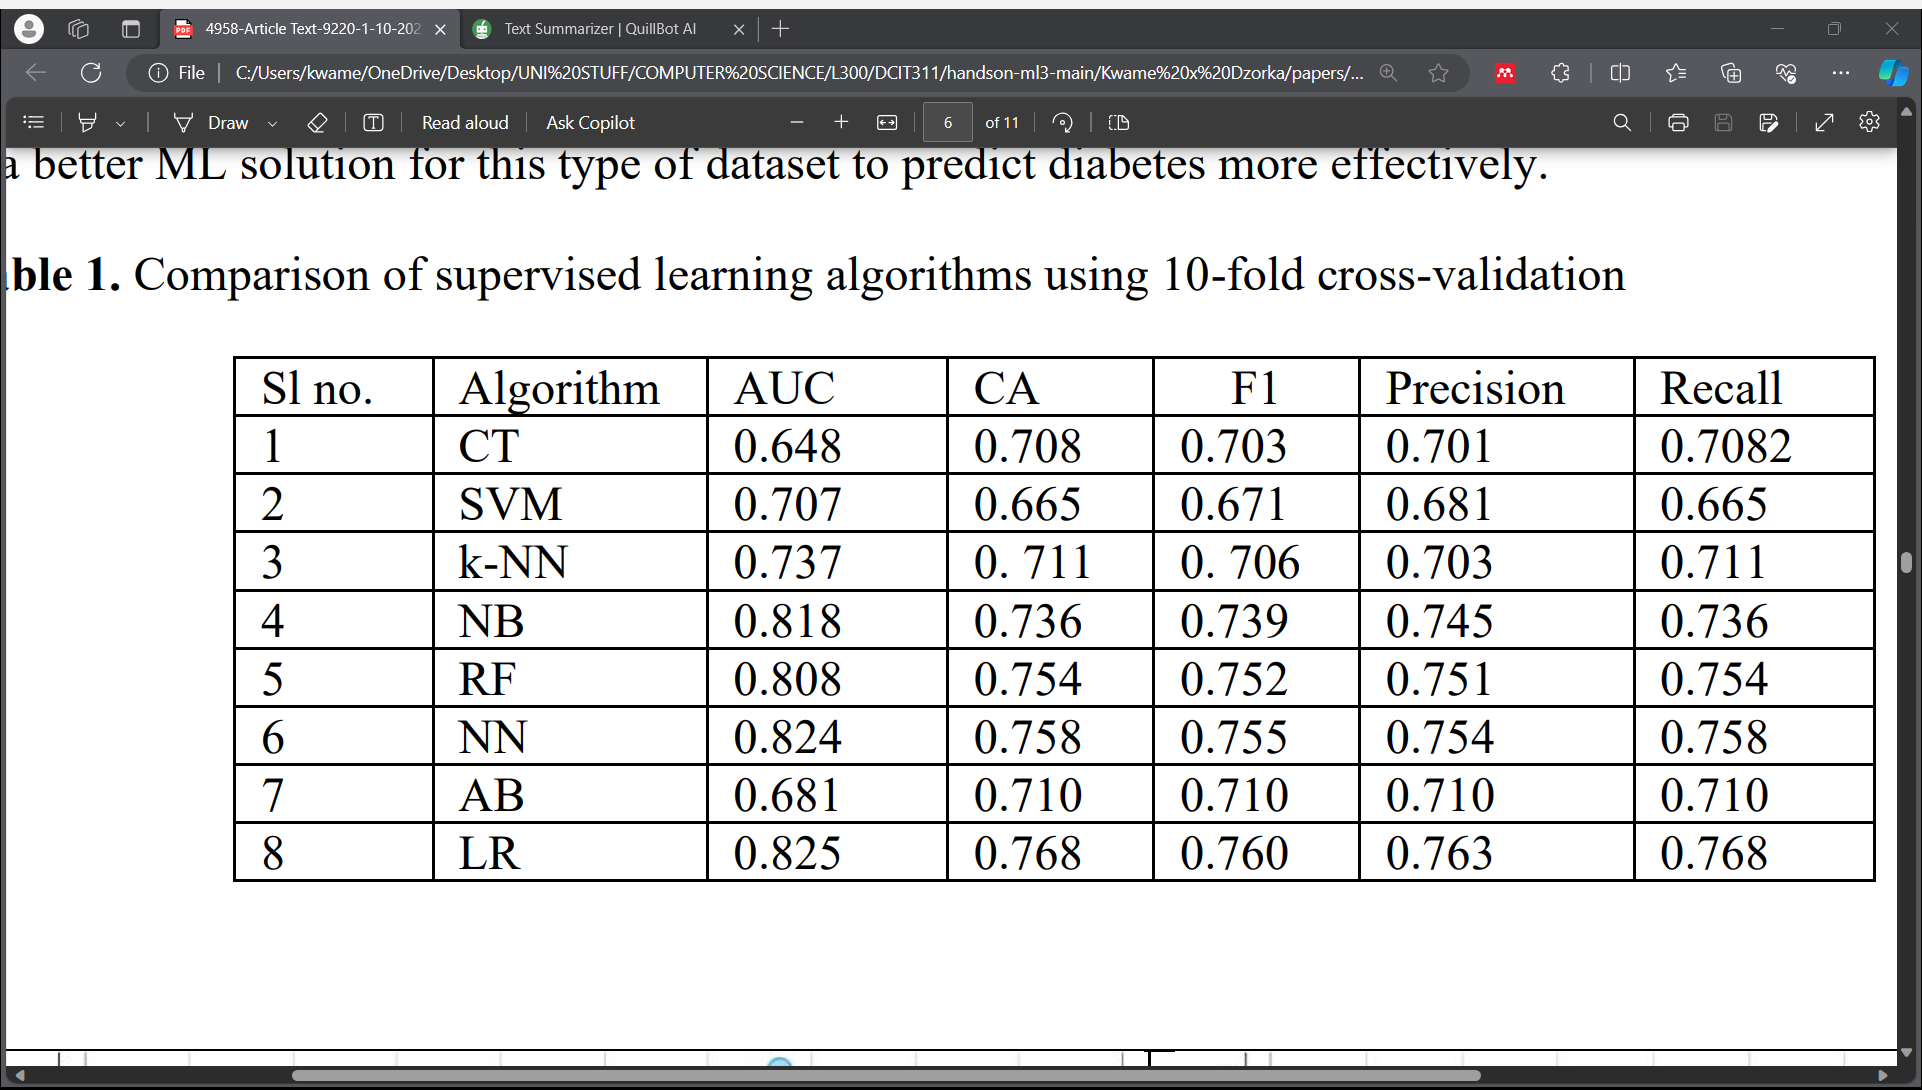 4958-Article Text-9220-1-10-202
Text Summarizer | QuillBot AI
File
C:/Users/kwame/OneDrive/Desktop/UNI%20STUFF/COMPUTER%20SCIENCE/L300/DCIT311/handson-ml3-main/Kwame%20x%20Dzorka/papers/...
Draw
Read aloud
Ask Copilot
6 of 11
a better ML solution for this type of dataset to predict diabetes more effectively.
ble 1. Comparison of supervised learning algorithms using 10-fold cross-validation
Sl no. Algorithm AUC CA F1 Precision Recall
1 CT 0.648 0.708 0.703 0.701 0.7082
2 SVM 0.707 0.665 0.671 0.681 0.665
3 k-NN 0.737 0. 711 0. 706 0.703 0.711
4 NB 0.818 0.736 0.739 0.745 0.736
5 RF 0.808 0.754 0.752 0.751 0.754
6 NN 0.824 0.758 0.755 0.754 0.758
7 AB 0.681 0.710 0.710 0.710 0.710
8 LR 0.825 0.768 0.760 0.763 0.768